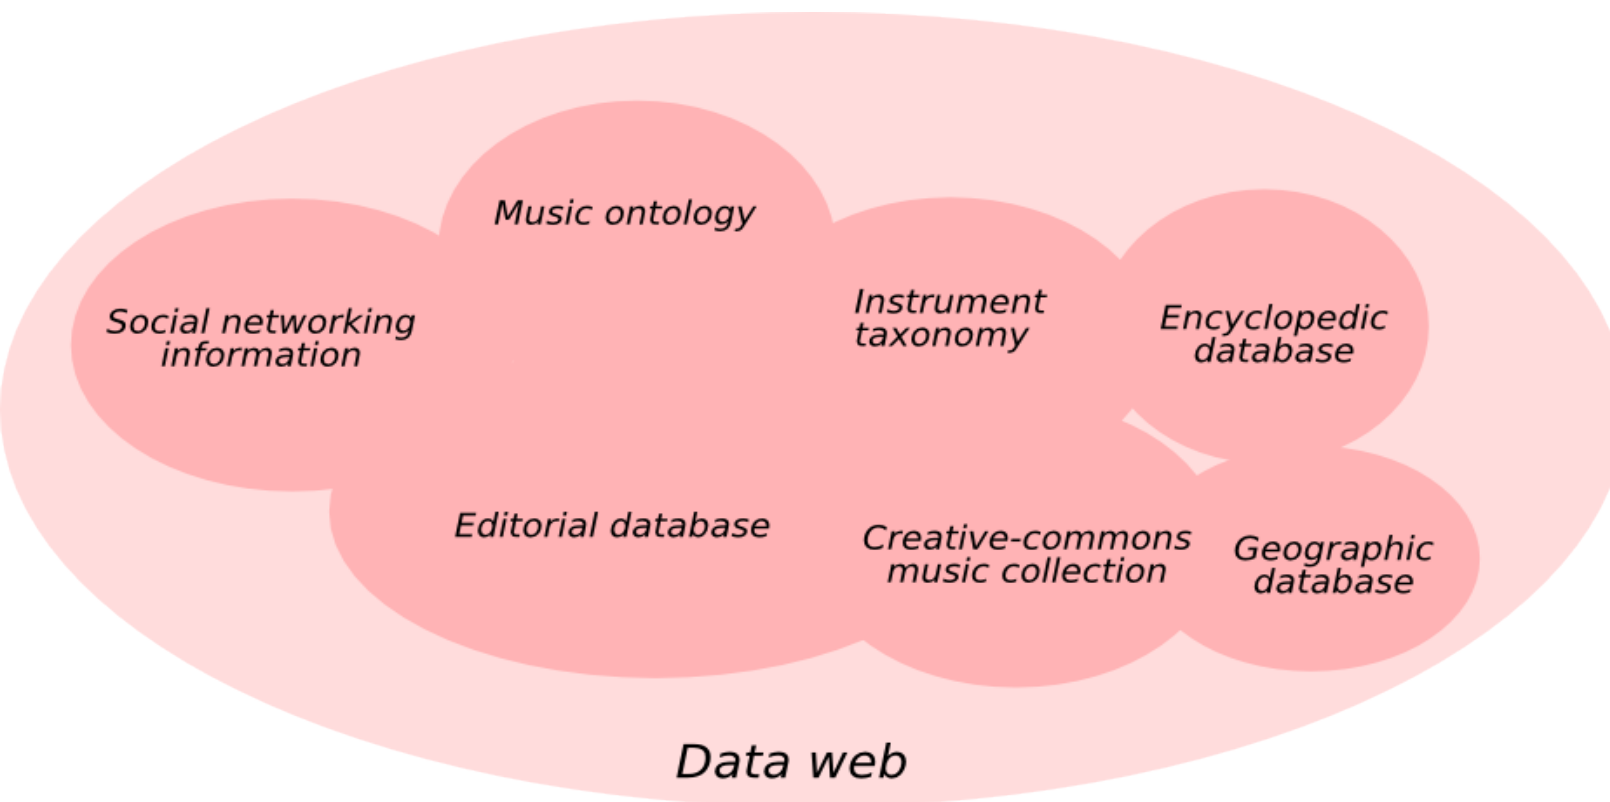 Music ontology
Social networking
information
Instrument
taxonomy
Encyclopedic
database
Editorial database
Creative-commons
music collection
Geographic
database
Data web